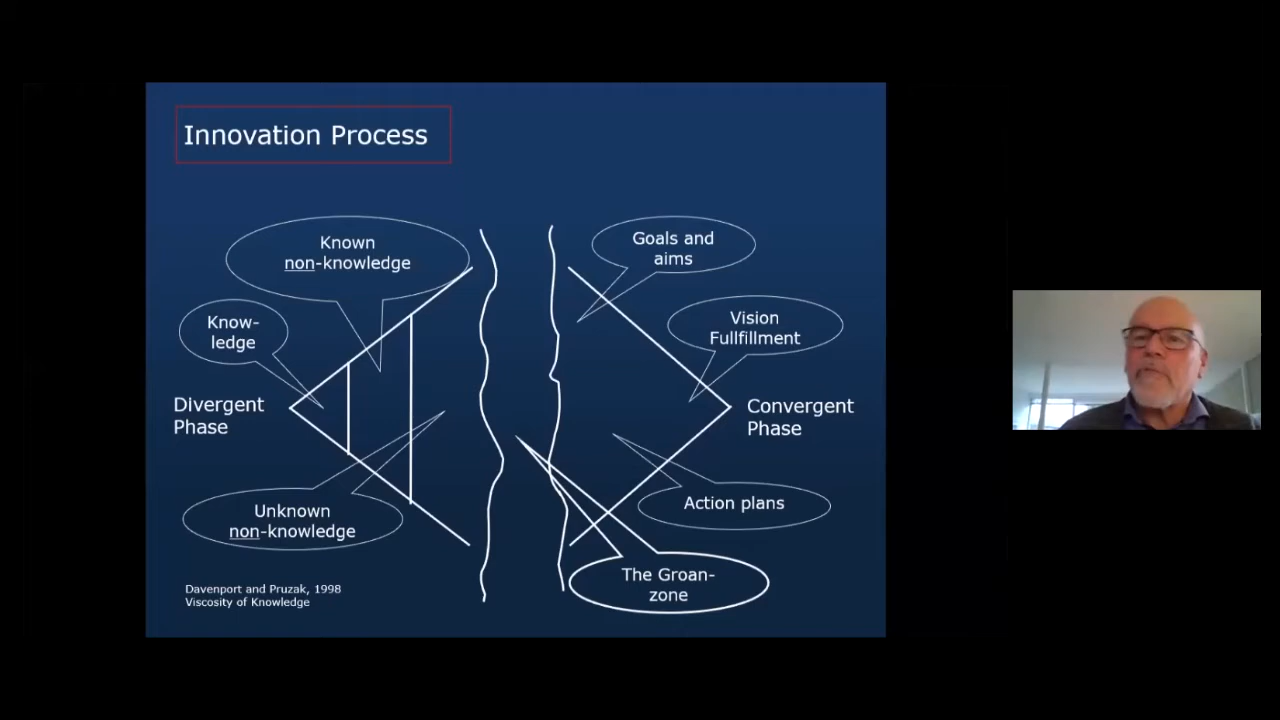 Innovation Process
Known
non-knowledge
Know-
ledge
Divergent
Phase
Unknown
non-knowledge
Davenport and Pruzak, 1998
Viscosity of Knowledge
Goals and
aims
Vision
Fullfillment
Convergent
Phase
Action plans
The Groan-
zone